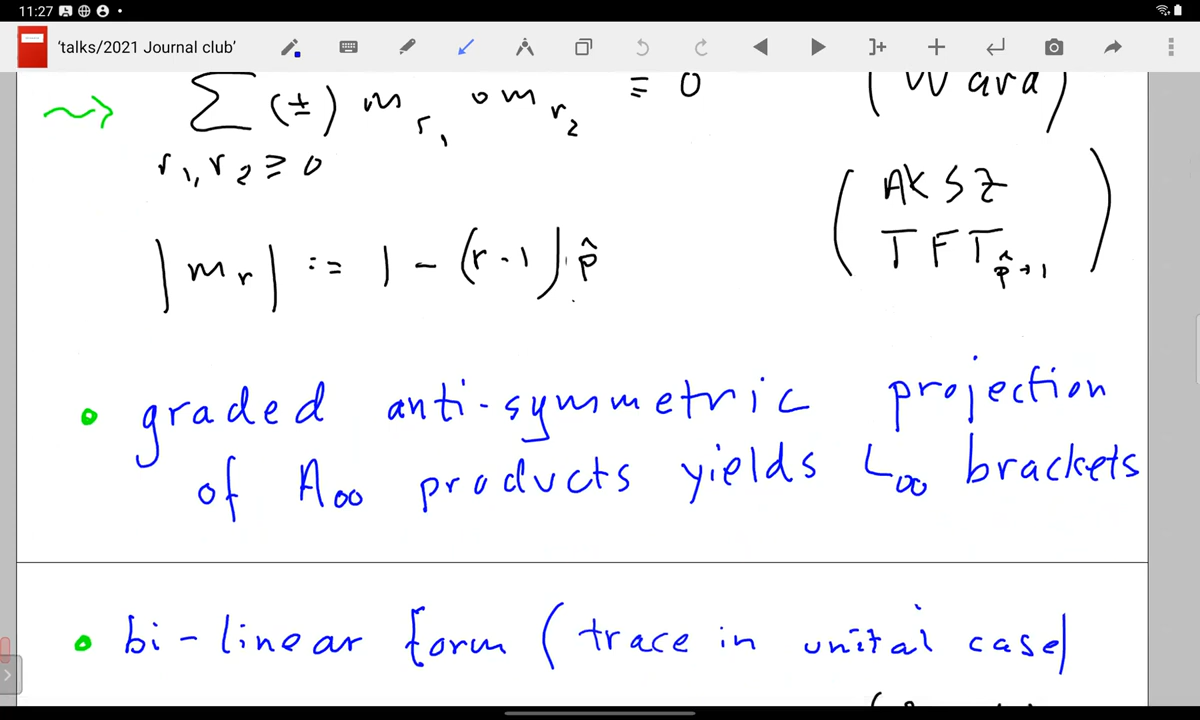 11:27
'talks/2021 Journal club'
⇝ Σ (±) m_{r_1} ∘ m_{r_2} = 0
r_1, r_2 ≥ 0
( AKSZ
TFT_{p̂+1} )
|m_r| := 1 - (r-1)·p̂
• graded anti-symmetric projection
of A∞ products yields L∞ brackets
• bi-linear form (trace in unital case)